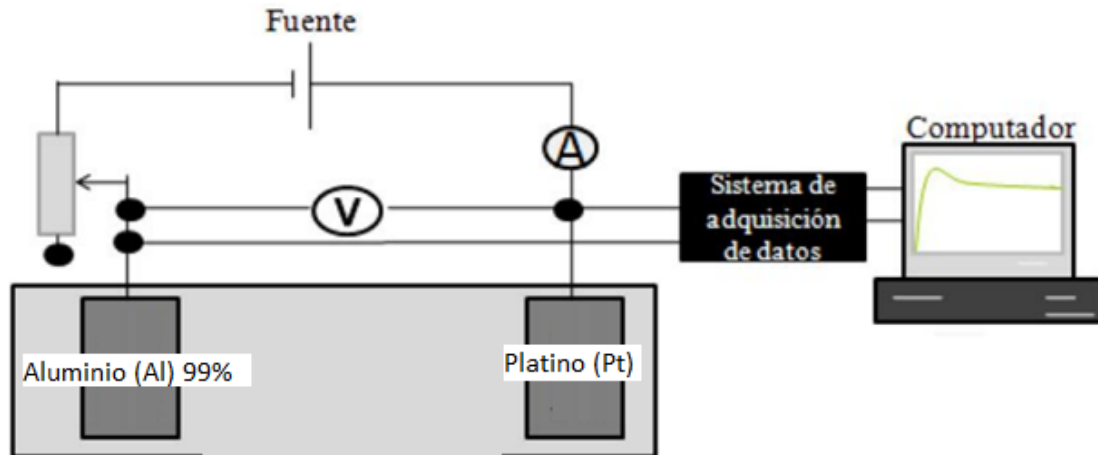 Fuente
A
Computador
V
Sistema de
adquisición
de datos
Aluminio (Al) 99%
Platino (Pt)